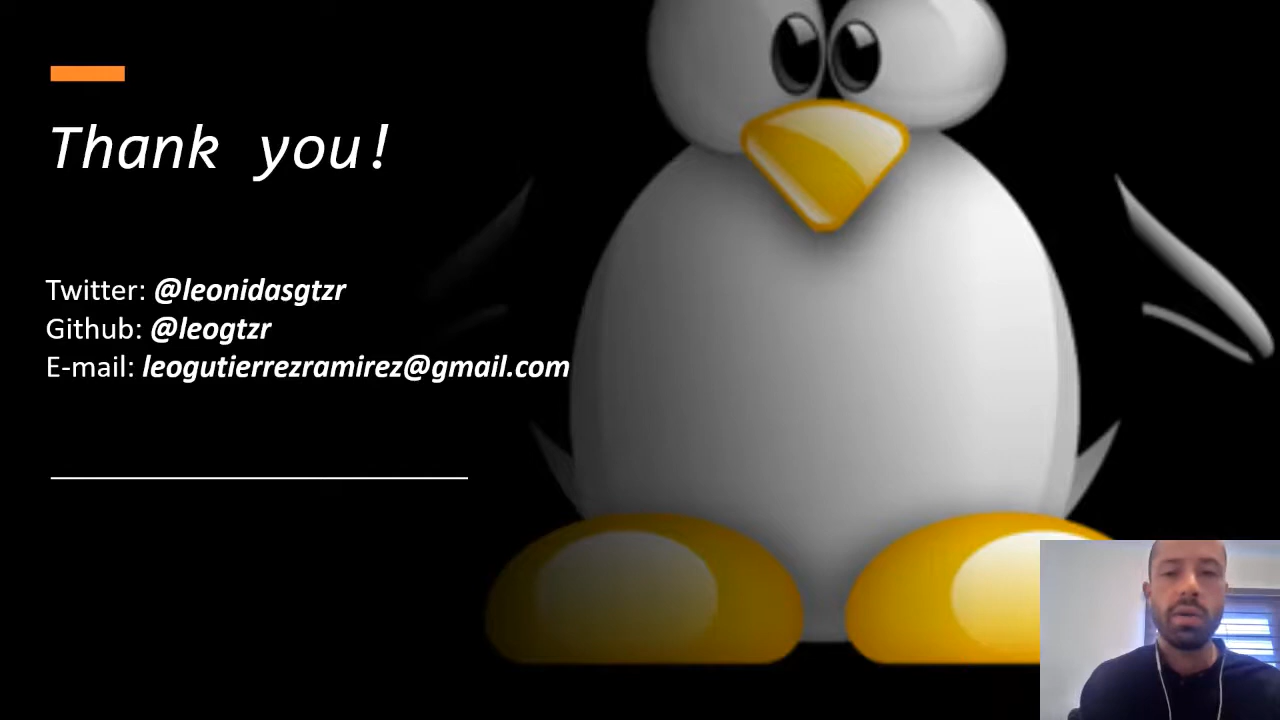 Thank you!
Twitter: @leonidasgtzr
Github: @leogtzr
E-mail: leogutierrezramirez@gmail.com